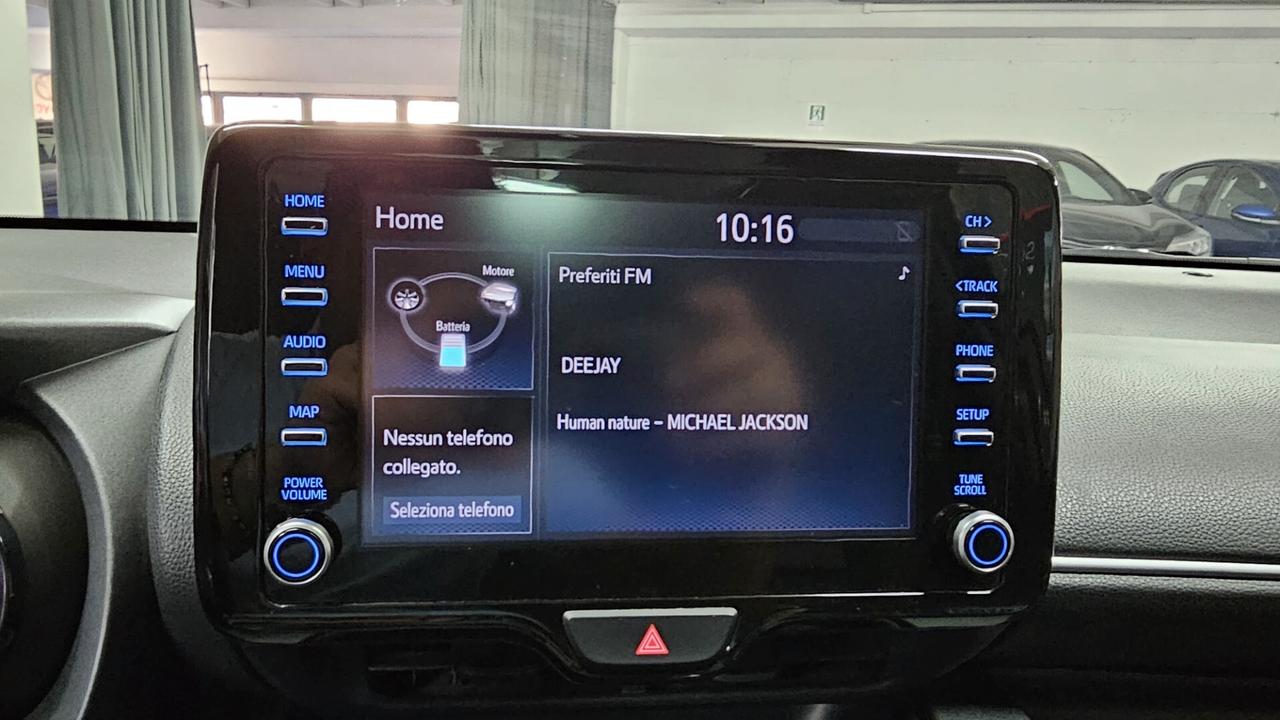 HOME
MENU
AUDIO
MAP
POWER
VOLUME
Home
10:16
Motore
Batteria
Nessun telefono
collegato.
Seleziona telefono
Preferiti FM
DEEJAY
Human nature – MICHAEL JACKSON
CH>
<TRACK
PHONE
SETUP
TUNE
SCROLL